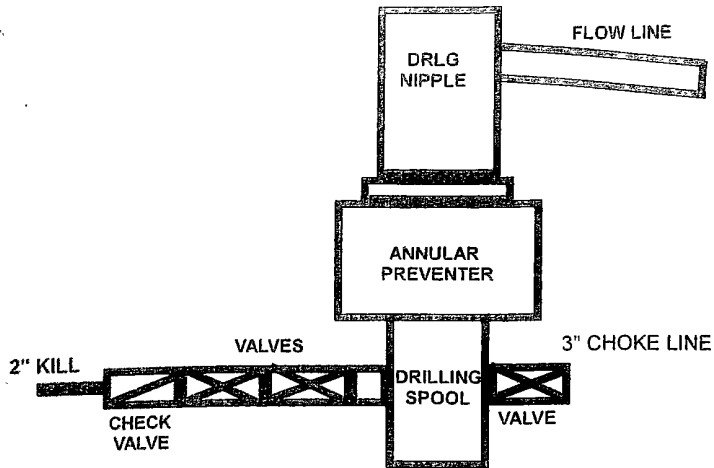 FLOW LINE
DRLG
NIPPLE
ANNULAR
PREVENTER
VALVES
3" CHOKE LINE
2" KILL
DRILLING
SPOOL
CHECK
VALVE
VALVE